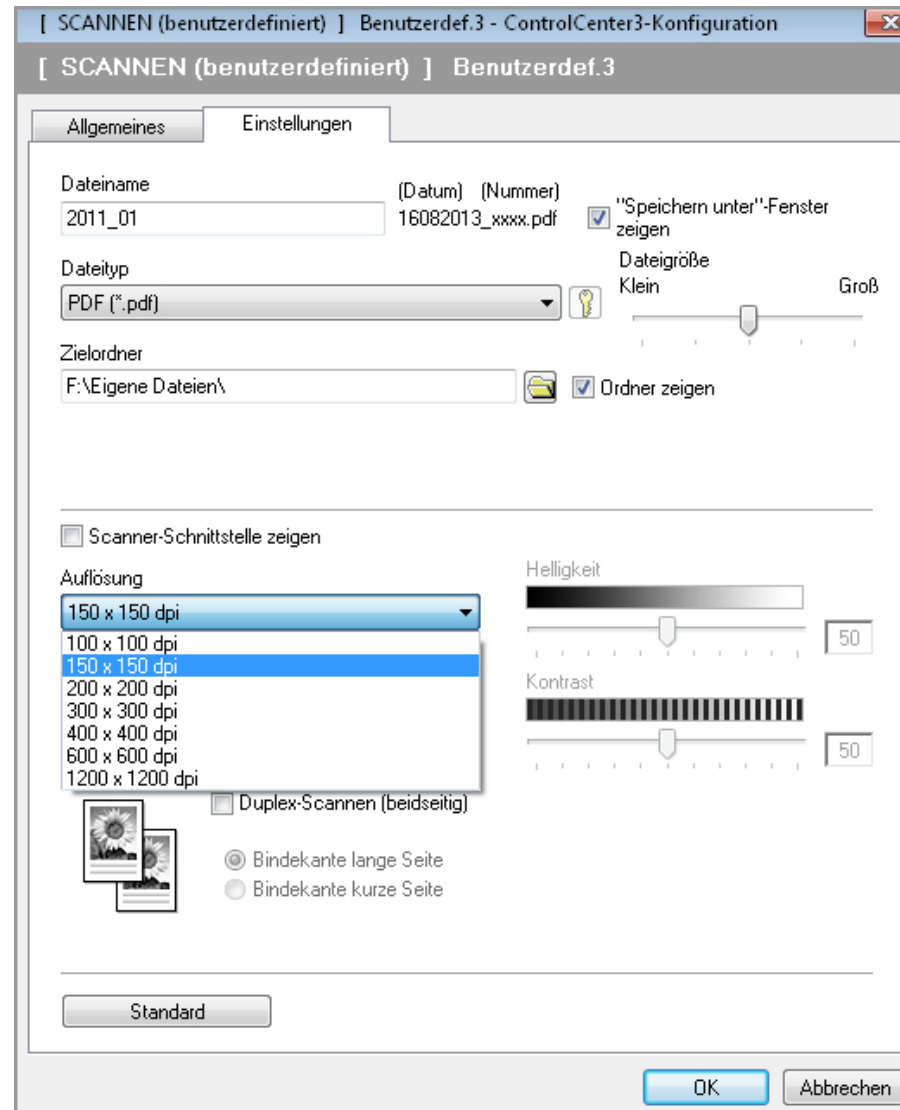 [ SCANNEN (benutzerdefiniert) ] Benutzerdef.3 - ControlCenter3-Konfiguration
[ SCANNEN (benutzerdefiniert) ] Benutzerdef.3
Allgemeines
Einstellungen
Dateiname
(Datum) (Nummer)
2011_01
16082013_xxxx.pdf
"Speichern unter"-Fenster
zeigen
Dateityp
Dateigröße
PDF (*.pdf)
Klein
Groß
Zielordner
F:\Eigene Dateien\
Ordner zeigen
Scanner-Schnittstelle zeigen
Auflösung
150 x 150 dpi
100 x 100 dpi
150 x 150 dpi
200 x 200 dpi
300 x 300 dpi
400 x 400 dpi
600 x 600 dpi
1200 x 1200 dpi
Helligkeit
50
Kontrast
50
Duplex-Scannen (beidseitig)
Bindekante lange Seite
Bindekante kurze Seite
Standard
OK
Abbrechen